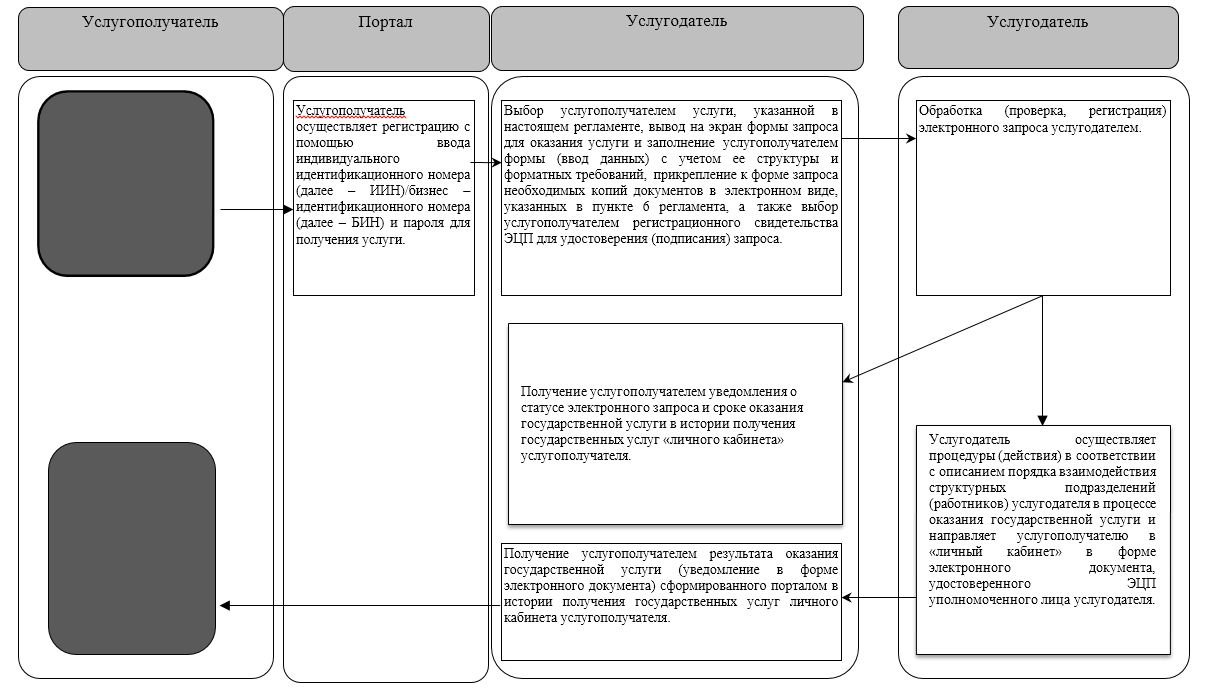 Услугополучатель
Портал
Услугодатель
Услугодатель
Услугополучатель
осуществляет регистрацию с
помощью ввода
индивидуального
идентификационного номера
(далее – ИИН)/бизнес –
идентификационного номера
(далее – БИН) и пароля для
получения услуги.
Выбор услугополучателем услуги, указанной в
настоящем регламенте, вывод на экран формы запроса
для оказания услуги и заполнение услугополучателем
формы (ввод данных) с учетом ее структуры и
форматных требований, прикрепление к форме запроса
необходимых копий документов в электронном виде,
указанных в пункте 6 регламента, а также выбор
услугополучателем регистрационного свидетельства
ЭЦП для удостоверения (подписания) запроса.
Обработка (проверка, регистрация)
электронного запроса услугодателем.
Получение услугополучателем уведомления о
статусе электронного запроса и сроке оказания
государственной услуги в истории получения
государственных услуг «личного кабинета»
услугополучателя.
Услугодатель осуществляет
процедуры (действия) в соответствии
с описанием порядка взаимодействия
структурных подразделений
(работников) услугодателя в процессе
оказания государственной услуги и
направляет услугополучателю в
«личный кабинет» в форме
электронного документа,
удостоверенного ЭЦП
уполномоченного лица услугодателя.
Получение услугополучателем результата оказания
государственной услуги (уведомление в форме
электронного документа) сформированного порталом в
истории получения государственных услуг личного
кабинета услугополучателя.